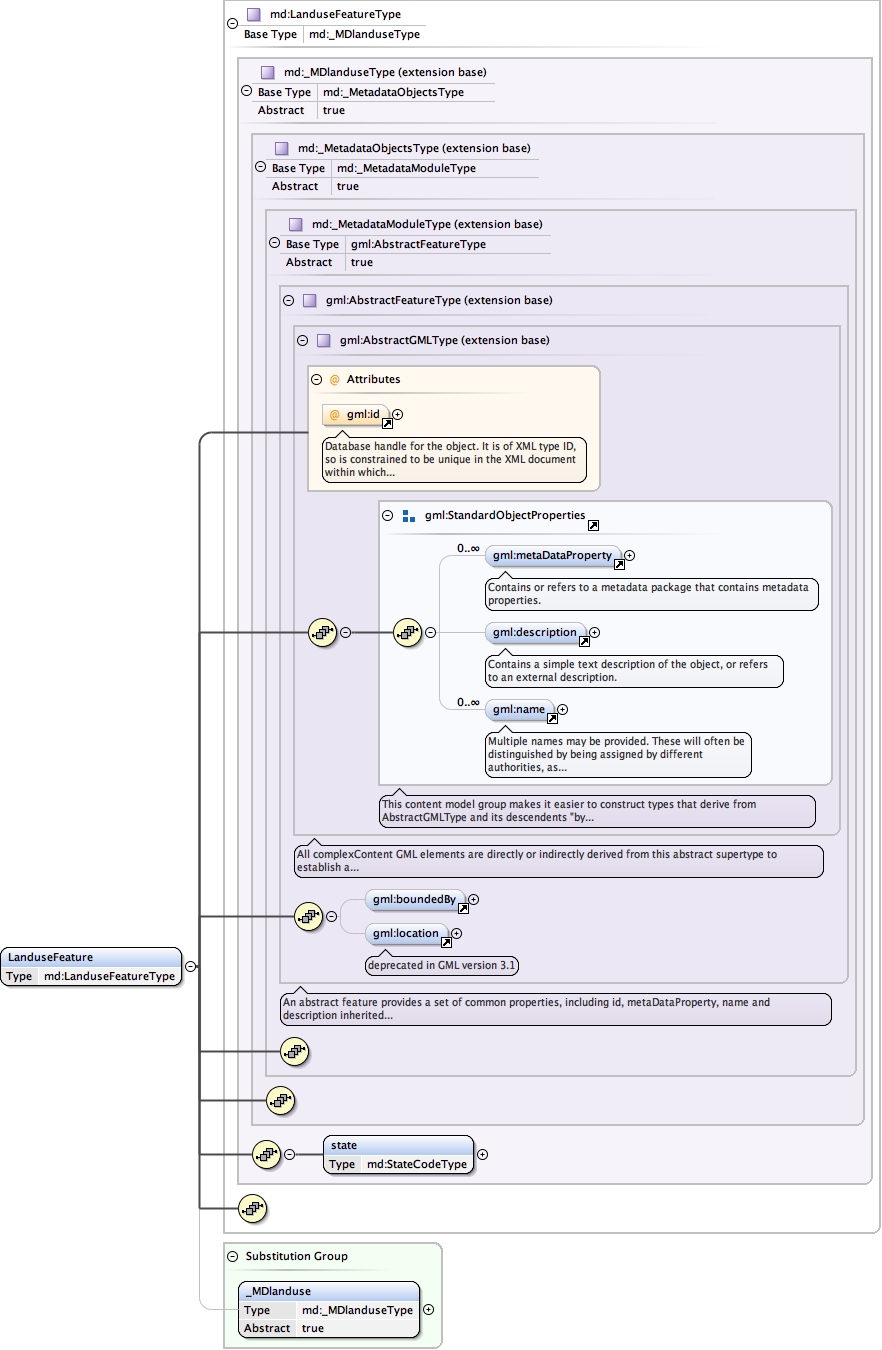 md:LanduseFeatureType
Base Type md:_MDlanduseType
md:_MDlanduseType (extension base)
Base Type md:_MetadataObjectsType
Abstract true
md:_MetadataObjectsType (extension base)
Base Type md:_MetadataModuleType
Abstract true
md:_MetadataModuleType (extension base)
Base Type gml:AbstractFeatureType
Abstract true
gml:AbstractFeatureType (extension base)
gml:AbstractGMLType (extension base)
@ Attributes
@ gml:id
Database handle for the object. It is of XML type ID,
so is constrained to be unique in the XML document
within which...
gml:StandardObjectProperties
0..∞
gml:metaDataProperty
Contains or refers to a metadata package that contains metadata
properties.
gml:description
Contains a simple text description of the object, or refers
to an external description.
0..∞
gml:name
Multiple names may be provided. These will often be
distinguished by being assigned by different
authorities, as...
This content model group makes it easier to construct types that derive from
AbstractGMLType and its descendents "by...
All complexContent GML elements are directly or indirectly derived from this abstract supertype to
establish a...
gml:boundedBy
gml:location
deprecated in GML version 3.1
LanduseFeature
Type md:LanduseFeatureType
An abstract feature provides a set of common properties, including id, metaDataProperty, name and
description inherited...
state
Type md:StateCodeType
Substitution Group
_MDlanduse
Type md:_MDlanduseType
Abstract true